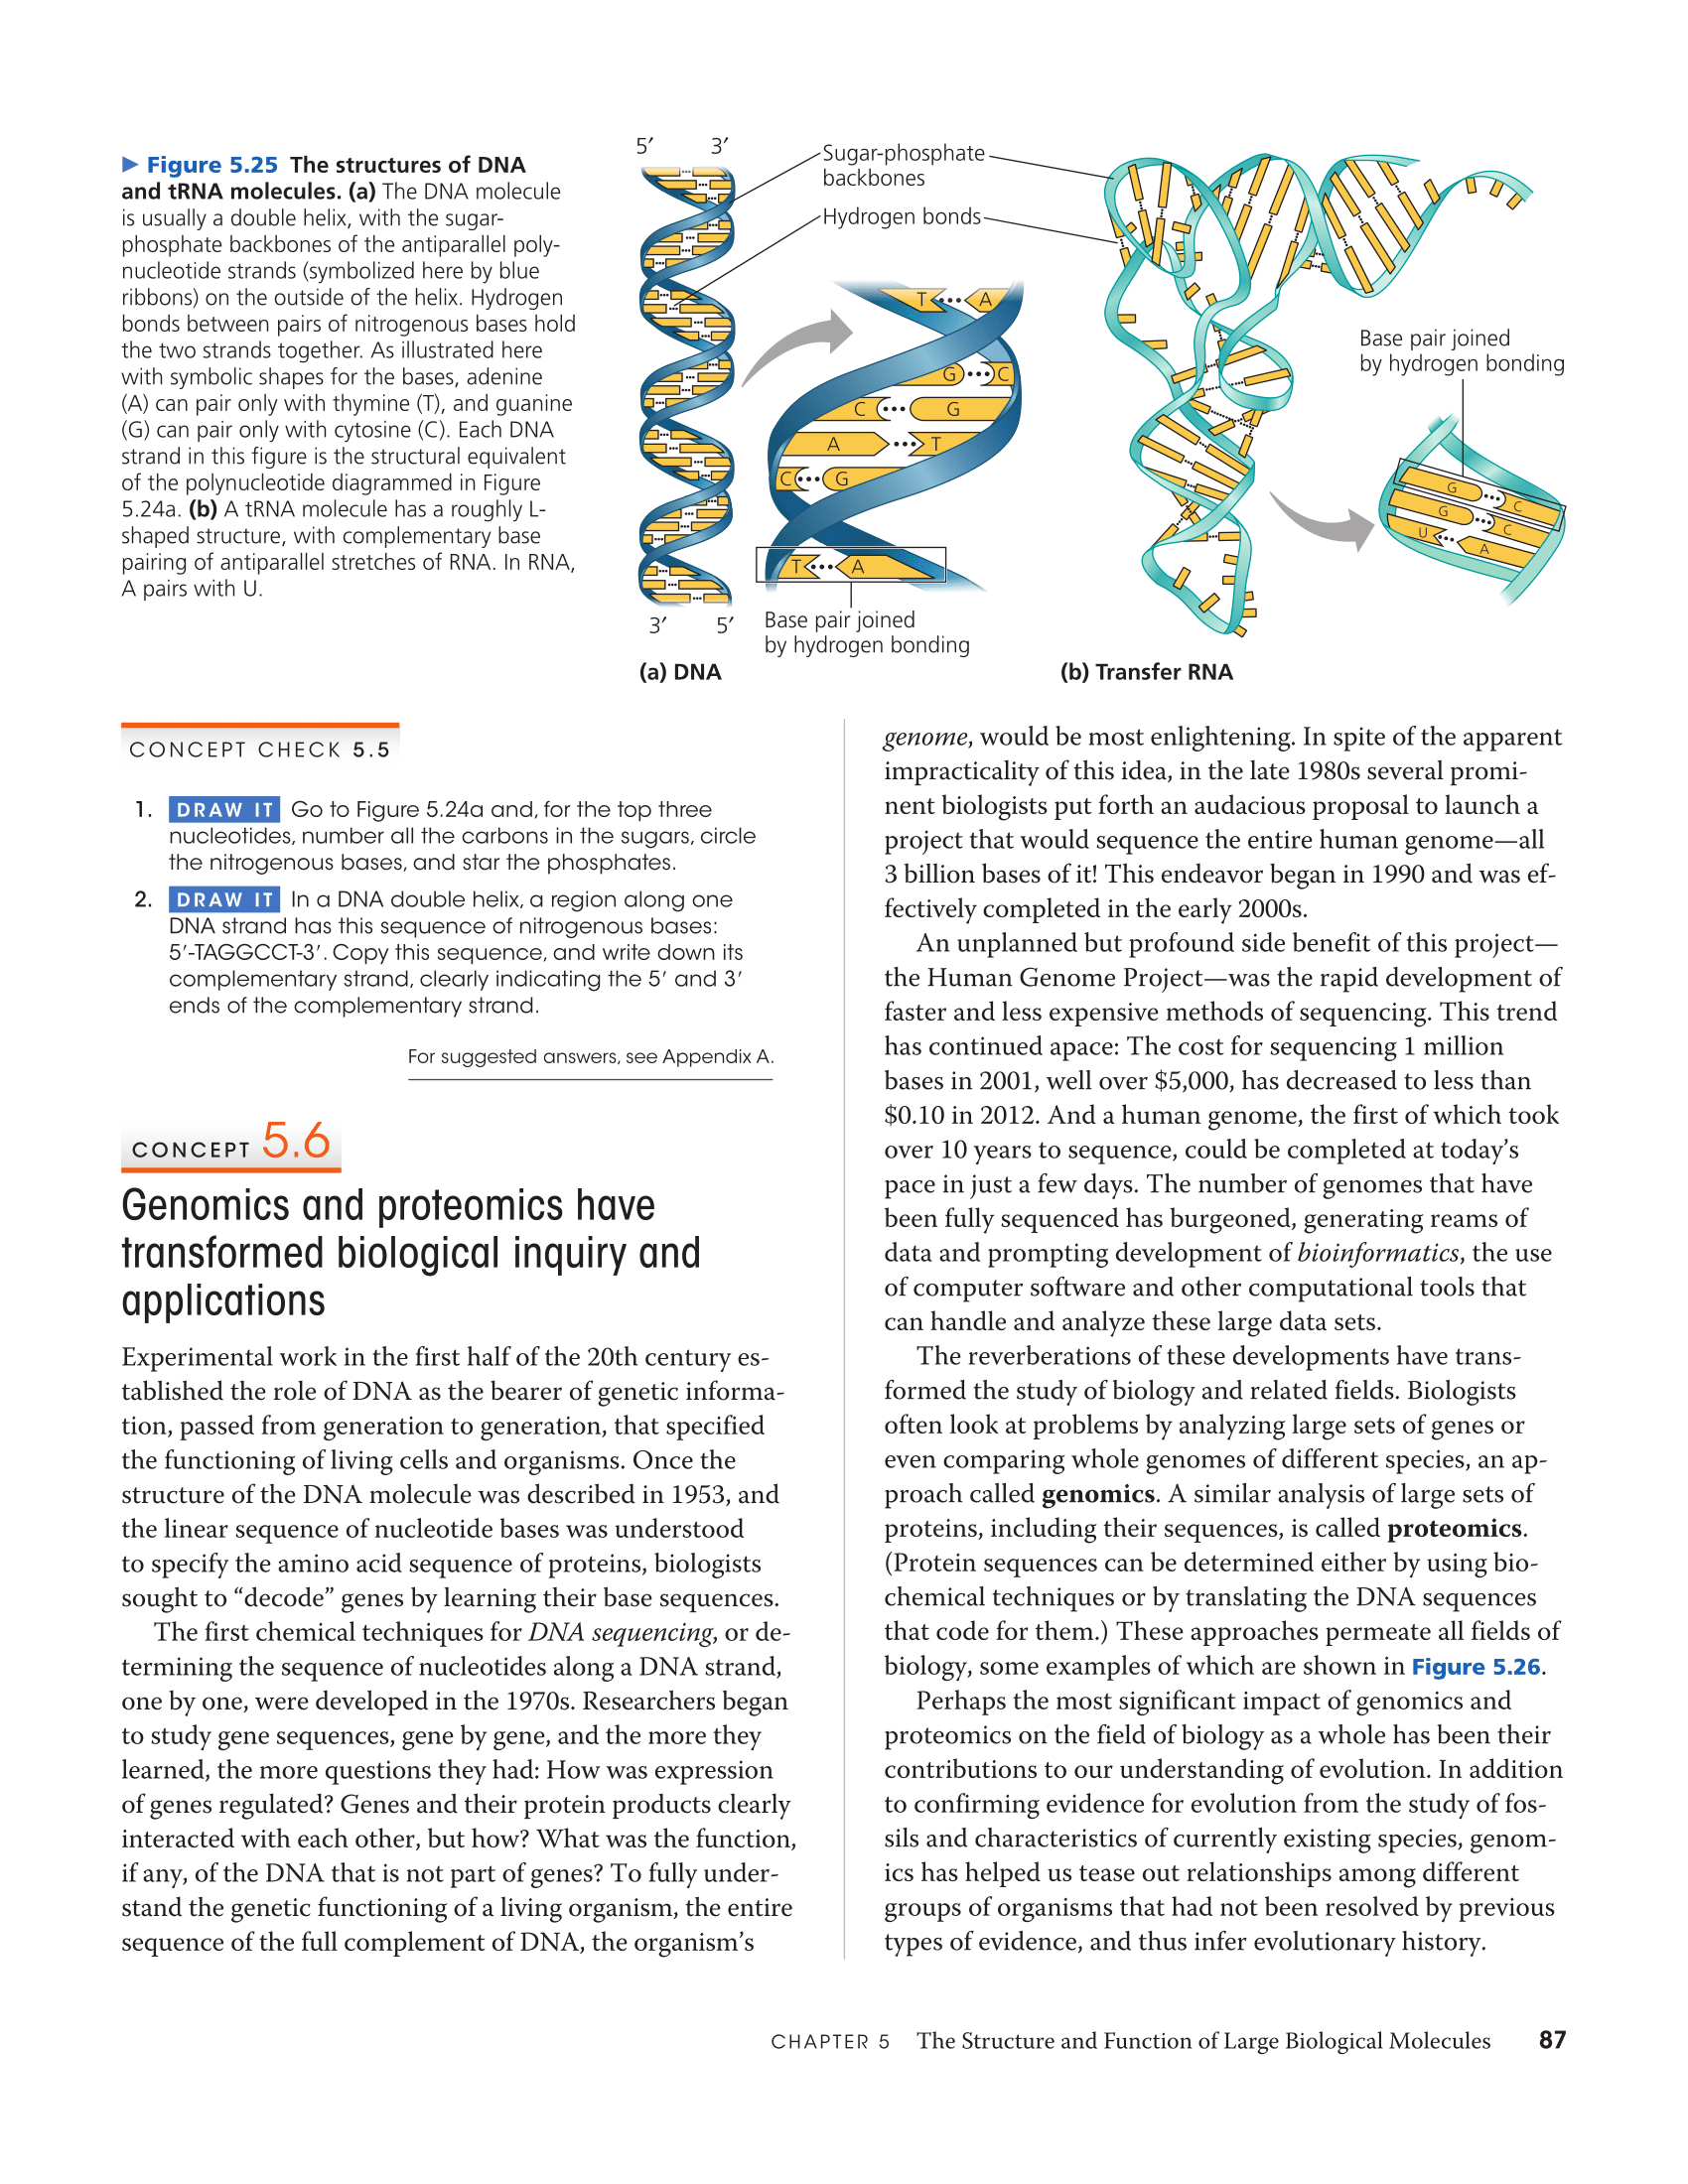 ▶ Figure 5.25 The structures of DNA
and tRNA molecules. (a) The DNA molecule
is usually a double helix, with the sugar-
phosphate backbones of the antiparallel poly-
nucleotide strands (symbolized here by blue
ribbons) on the outside of the helix. Hydrogen
bonds between pairs of nitrogenous bases hold
the two strands together. As illustrated here
with symbolic shapes for the bases, adenine
(A) can pair only with thymine (T), and guanine
(G) can pair only with cytosine (C). Each DNA
strand in this figure is the structural equivalent
of the polynucleotide diagrammed in Figure
5.24a. (b) A tRNA molecule has a roughly L-
shaped structure, with complementary base
pairing of antiparallel stretches of RNA. In RNA,
A pairs with U.
5′ 3′
Sugar-phosphate
backbones
Hydrogen bonds
T A
G C
C G
A T
C G
T A
3′ 5′
Base pair joined
by hydrogen bonding
(a) DNA
Base pair joined
by hydrogen bonding
G C
G C
U A
(b) Transfer RNA
CONCEPT CHECK 5.5
1. DRAW IT Go to Figure 5.24a and, for the top three
nucleotides, number all the carbons in the sugars, circle
the nitrogenous bases, and star the phosphates.
2. DRAW IT In a DNA double helix, a region along one
DNA strand has this sequence of nitrogenous bases:
5′-TAGGCCT-3′. Copy this sequence, and write down its
complementary strand, clearly indicating the 5′ and 3′
ends of the complementary strand.
For suggested answers, see Appendix A.
CONCEPT 5.6
Genomics and proteomics have
transformed biological inquiry and
applications
Experimental work in the first half of the 20th century es-
tablished the role of DNA as the bearer of genetic informa-
tion, passed from generation to generation, that specified
the functioning of living cells and organisms. Once the
structure of the DNA molecule was described in 1953, and
the linear sequence of nucleotide bases was understood
to specify the amino acid sequence of proteins, biologists
sought to “decode” genes by learning their base sequences.
The first chemical techniques for DNA sequencing, or de-
termining the sequence of nucleotides along a DNA strand,
one by one, were developed in the 1970s. Researchers began
to study gene sequences, gene by gene, and the more they
learned, the more questions they had: How was expression
of genes regulated? Genes and their protein products clearly
interacted with each other, but how? What was the function,
if any, of the DNA that is not part of genes? To fully under-
stand the genetic functioning of a living organism, the entire
sequence of the full complement of DNA, the organism’s
genome, would be most enlightening. In spite of the apparent
impracticality of this idea, in the late 1980s several promi-
nent biologists put forth an audacious proposal to launch a
project that would sequence the entire human genome—all
3 billion bases of it! This endeavor began in 1990 and was ef-
fectively completed in the early 2000s.
An unplanned but profound side benefit of this project—
the Human Genome Project—was the rapid development of
faster and less expensive methods of sequencing. This trend
has continued apace: The cost for sequencing 1 million
bases in 2001, well over $5,000, has decreased to less than
$0.10 in 2012. And a human genome, the first of which took
over 10 years to sequence, could be completed at today’s
pace in just a few days. The number of genomes that have
been fully sequenced has burgeoned, generating reams of
data and prompting development of bioinformatics, the use
of computer software and other computational tools that
can handle and analyze these large data sets.
The reverberations of these developments have trans-
formed the study of biology and related fields. Biologists
often look at problems by analyzing large sets of genes or
even comparing whole genomes of different species, an ap-
proach called genomics. A similar analysis of large sets of
proteins, including their sequences, is called proteomics.
(Protein sequences can be determined either by using bio-
chemical techniques or by translating the DNA sequences
that code for them.) These approaches permeate all fields of
biology, some examples of which are shown in Figure 5.26.
Perhaps the most significant impact of genomics and
proteomics on the field of biology as a whole has been their
contributions to our understanding of evolution. In addition
to confirming evidence for evolution from the study of fos-
sils and characteristics of currently existing species, genom-
ics has helped us tease out relationships among different
groups of organisms that had not been resolved by previous
types of evidence, and thus infer evolutionary history.
CHAPTER 5 The Structure and Function of Large Biological Molecules 87